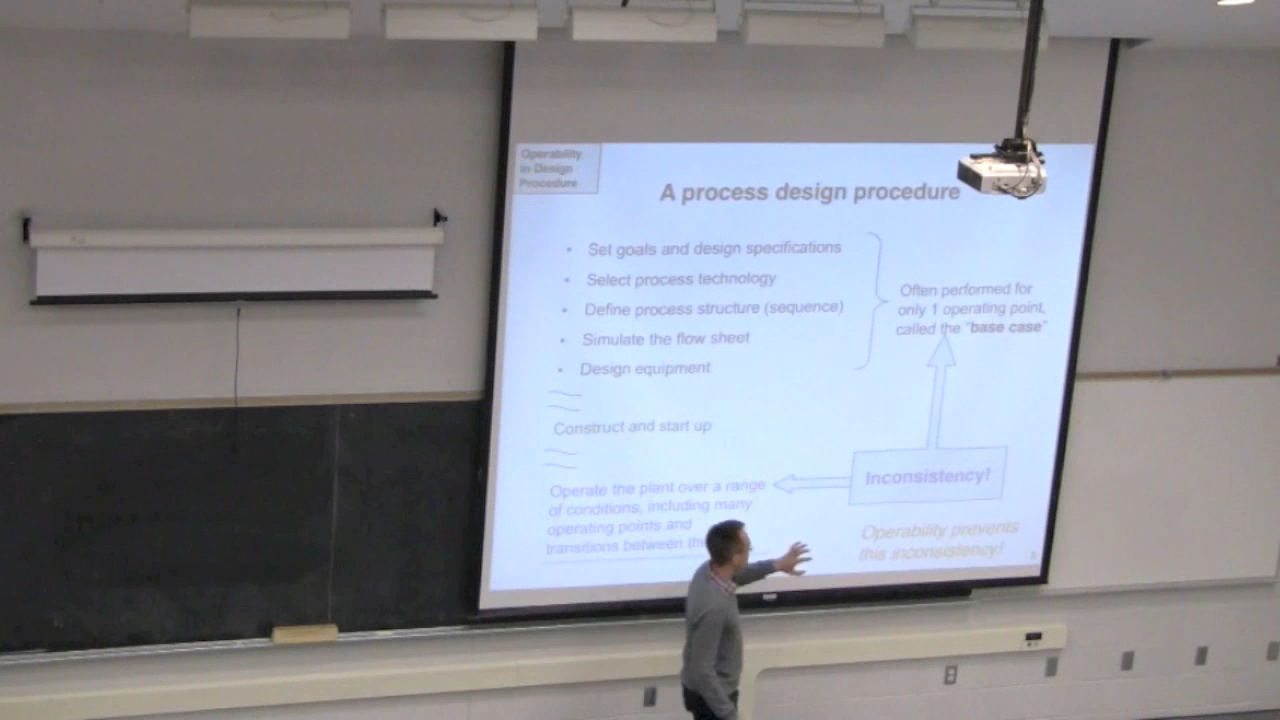 Operability
in Design
Procedure
A process design procedure
• Set goals and design specifications
• Select process technology
• Define process structure (sequence)
• Simulate the flow sheet
• Design equipment
Often performed for
only 1 operating point,
called the "base case"
Construct and start up
Operate the plant over a range
of conditions, including many
operating points and
transitions between
Inconsistency!
Operability prevents
this inconsistency!